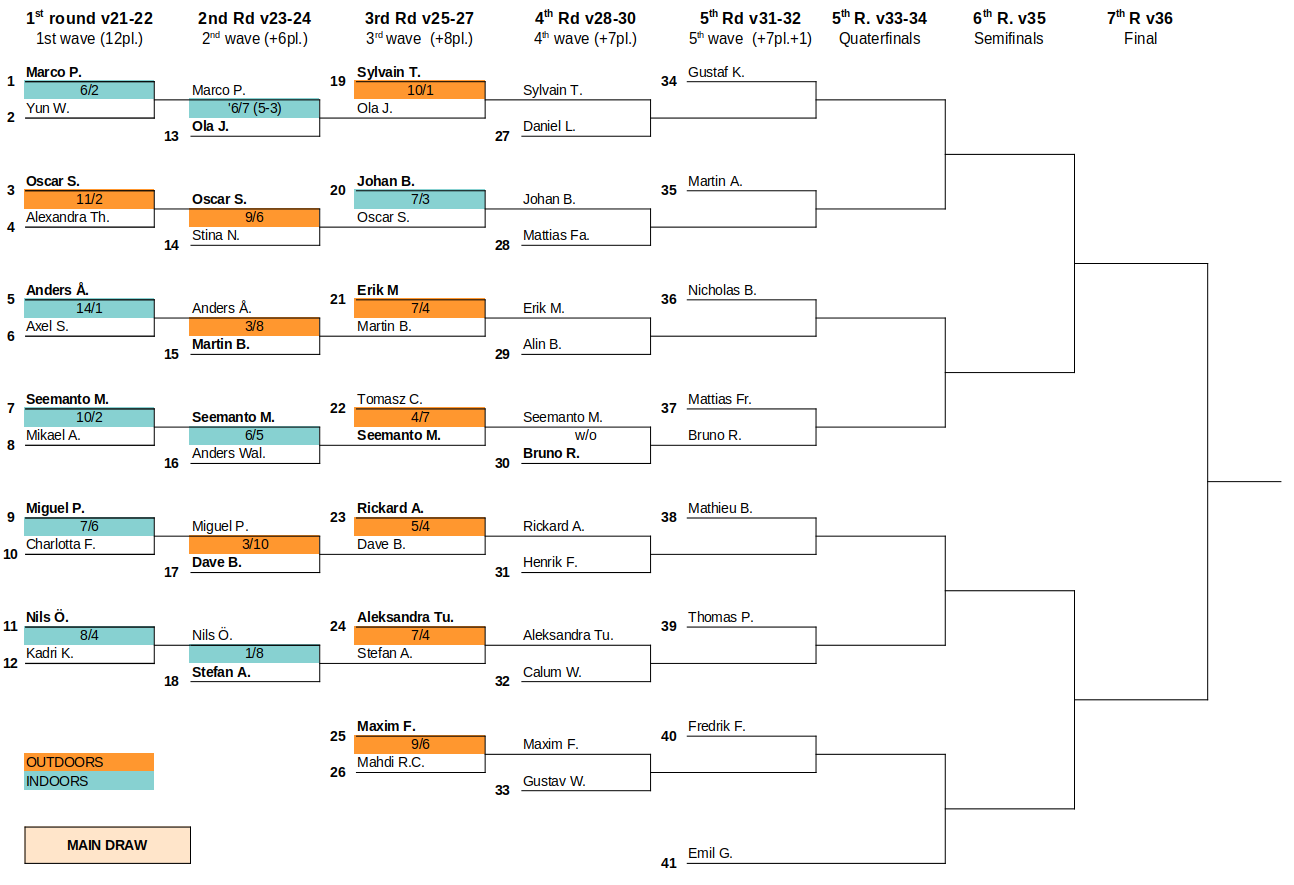 1st round v21-22 2nd Rd v23-24 3rd Rd v25-27 4th Rd v28-30 5th Rd v31-32 5th R. v33-34 6th R. v35 7th R v36
1st wave (12pl.) 2nd wave (+6pl.) 3rd wave (+8pl.) 4th wave (+7pl.) 5th wave (+7pl.+1) Quaterfinals Semifinals Final
Marco P. Sylvain T. Gustaf K.
1 19 34
6/2 Marco P. 10/1 Sylvain T.
Yun W. '6/7 (5-3) Ola J.
2
Ola J. Daniel L.
13 27
Oscar S. Johan B. Martin A.
3 20 35
11/2 Oscar S. 7/3 Johan B.
Alexandra Th. 9/6 Oscar S.
4
Stina N. Mattias Fa.
14 28
Anders Å. Erik M Nicholas B.
5 21 36
14/1 Anders Å. 7/4 Erik M.
Axel S. 3/8 Martin B.
6
Martin B. Alin B.
15 29
Seemanto M. Tomasz C. Mattias Fr.
7 22 37
10/2 Seemanto M. 4/7 Seemanto M.
Mikael A. 6/5 Seemanto M. w/o Bruno R.
8
Anders Wal. Bruno R.
16 30
Miguel P. Rickard A. Mathieu B.
9 23 38
7/6 Miguel P. 5/4 Rickard A.
Charlotta F. 3/10 Dave B.
10
Dave B. Henrik F.
17 31
Nils Ö. Aleksandra Tu. Thomas P.
11 24 39
8/4 Nils Ö. 7/4 Aleksandra Tu.
Kadri K. 1/8 Stefan A.
12
Stefan A. Calum W.
18 32
Maxim F. Fredrik F.
25 40
9/6 Maxim F.
OUTDOORS Mahdi R.C.
26
INDOORS Gustav W.
33
MAIN DRAW
Emil G.
41